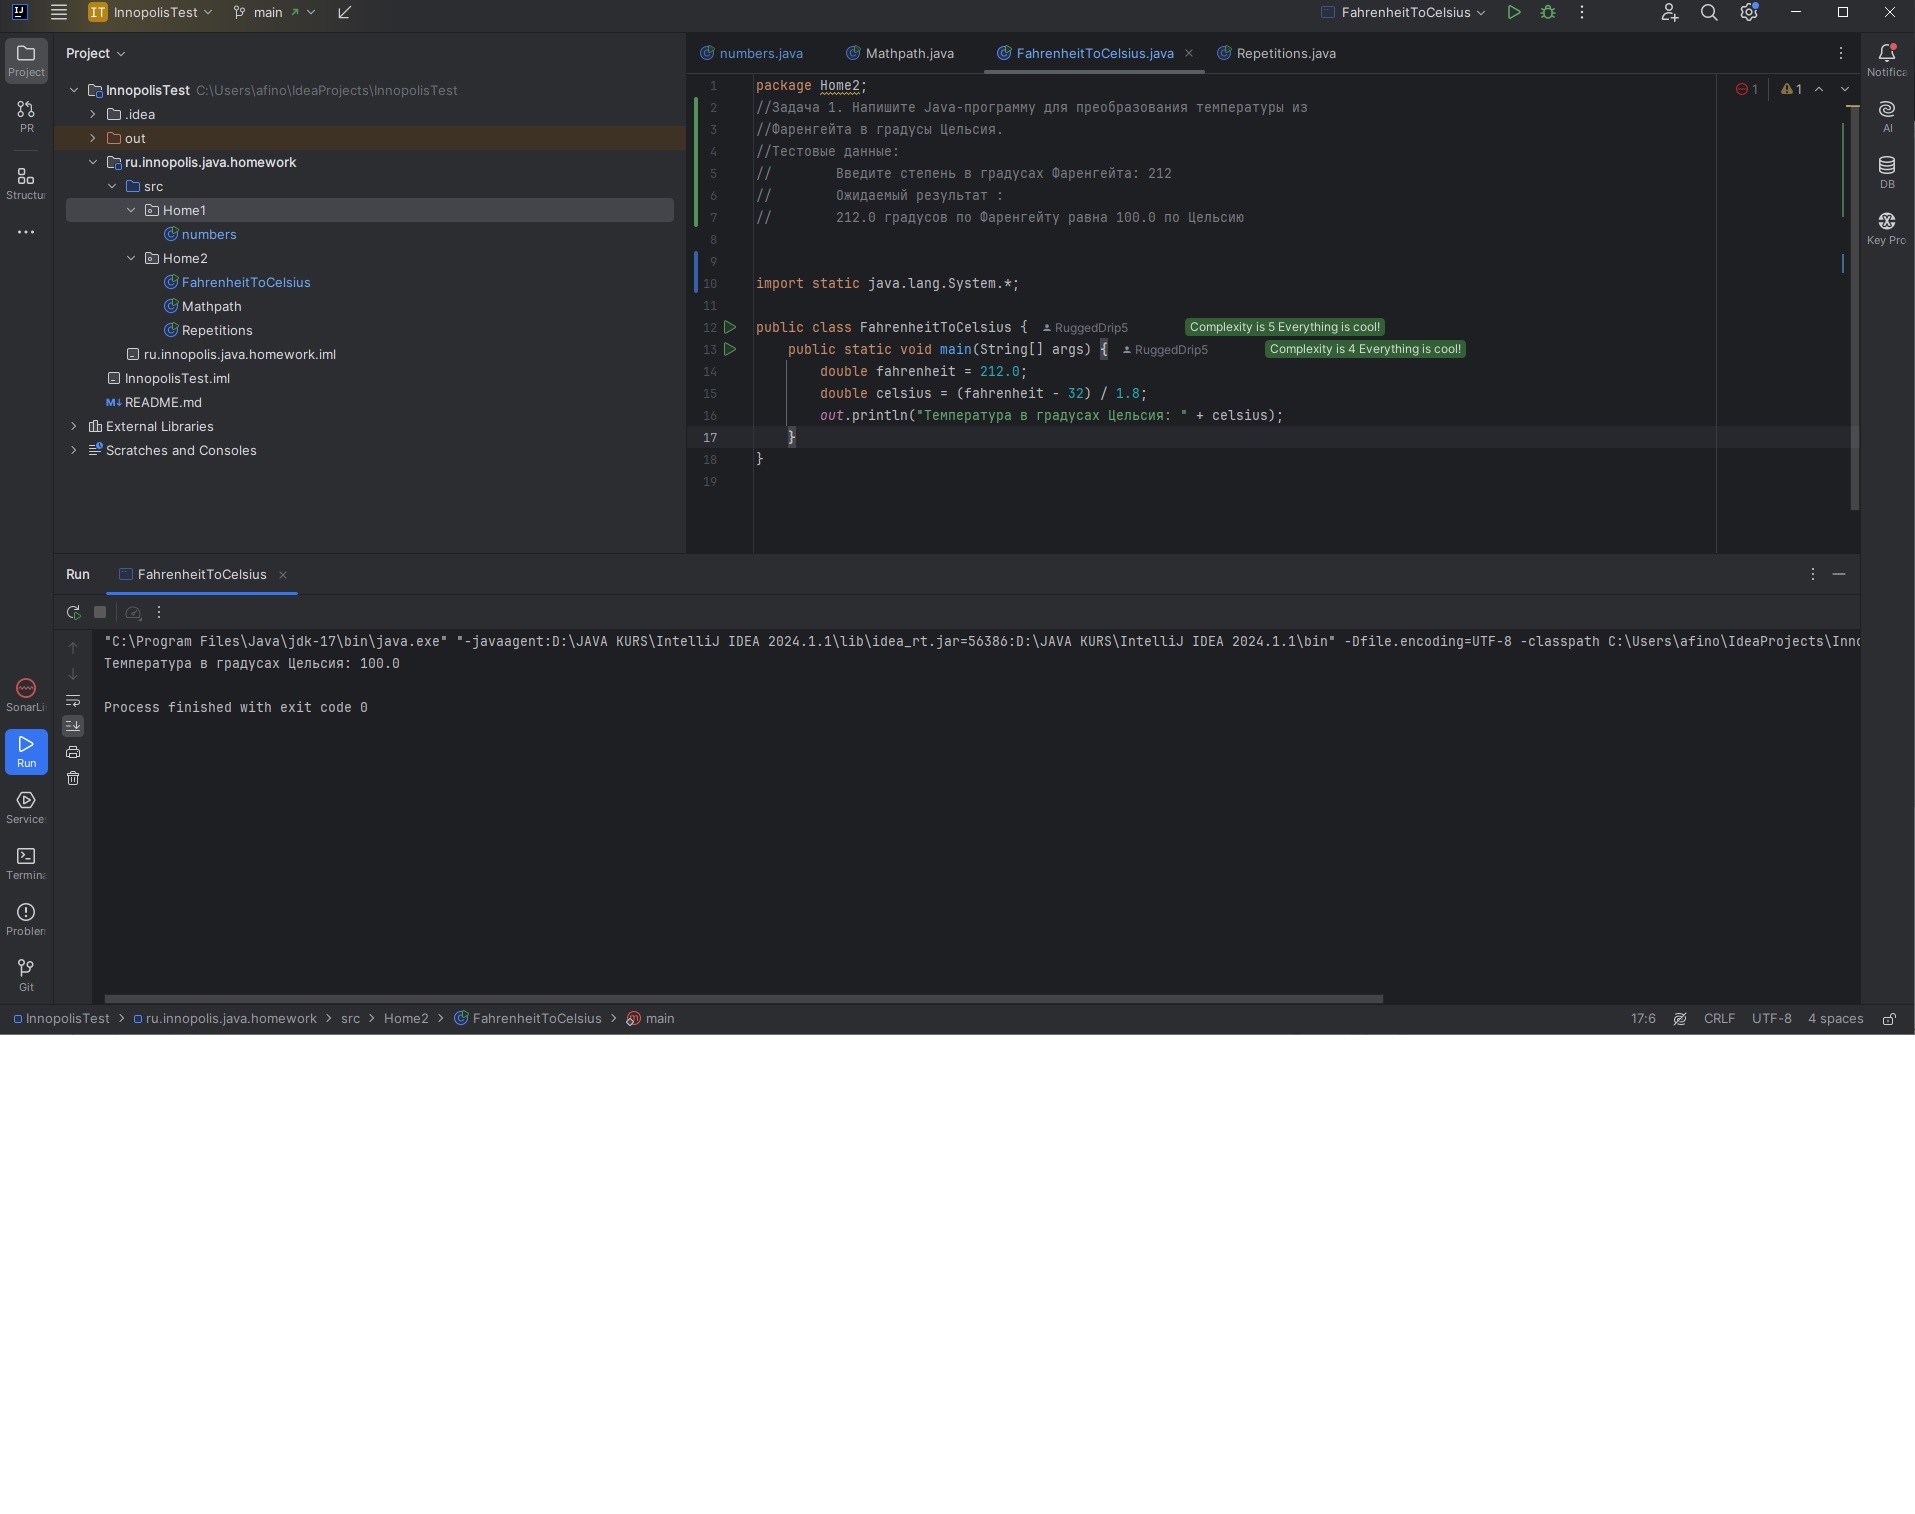 IJ IT InnopolisTest main FahrenheitToCelsius
Project
InnopolisTest C:\Users\afino\IdeaProjects\InnopolisTest
.idea
out
ru.innopolis.java.homework
src
Home1
numbers
Home2
FahrenheitToCelsius
Mathpath
Repetitions
ru.innopolis.java.homework.iml
InnopolisTest.iml
M↓ README.md
External Libraries
Scratches and Consoles
Project
PR
Structur
numbers.java Mathpath.java FahrenheitToCelsius.java Repetitions.java
1 1
1 package Home2;
2 //Задача 1. Напишите Java-программу для преобразования температуры из
3 //Фаренгейта в градусы Цельсия.
4 //Тестовые данные:
5 // Введите степень в градусах Фаренгейта: 212
6 // Ожидаемый результат :
7 // 212.0 градусов по Фаренгейту равна 100.0 по Цельсию
8
9
10 import static java.lang.System.*;
11
12 public class FahrenheitToCelsius { RuggedDrip5 Complexity is 5 Everything is cool!
13 public static void main(String[] args) { RuggedDrip5 Complexity is 4 Everything is cool!
14 double fahrenheit = 212.0;
15 double celsius = (fahrenheit - 32) / 1.8;
16 out.println("Температура в градусах Цельсия: " + celsius);
17 }
18 }
19
Notifica
AI
DB
Key Pro
Run FahrenheitToCelsius
"C:\Program Files\Java\jdk-17\bin\java.exe" "-javaagent:D:\JAVA KURS\IntelliJ IDEA 2024.1.1\lib\idea_rt.jar=56386:D:\JAVA KURS\IntelliJ IDEA 2024.1.1\bin" -Dfile.encoding=UTF-8 -classpath C:\Users\afino\IdeaProjects\Inno
Температура в градусах Цельсия: 100.0
Process finished with exit code 0
SonarLi
Run
Service
Termina
Problen
Git
InnopolisTest > ru.innopolis.java.homework > src > Home2 > FahrenheitToCelsius > main 17:6 CRLF UTF-8 4 spaces